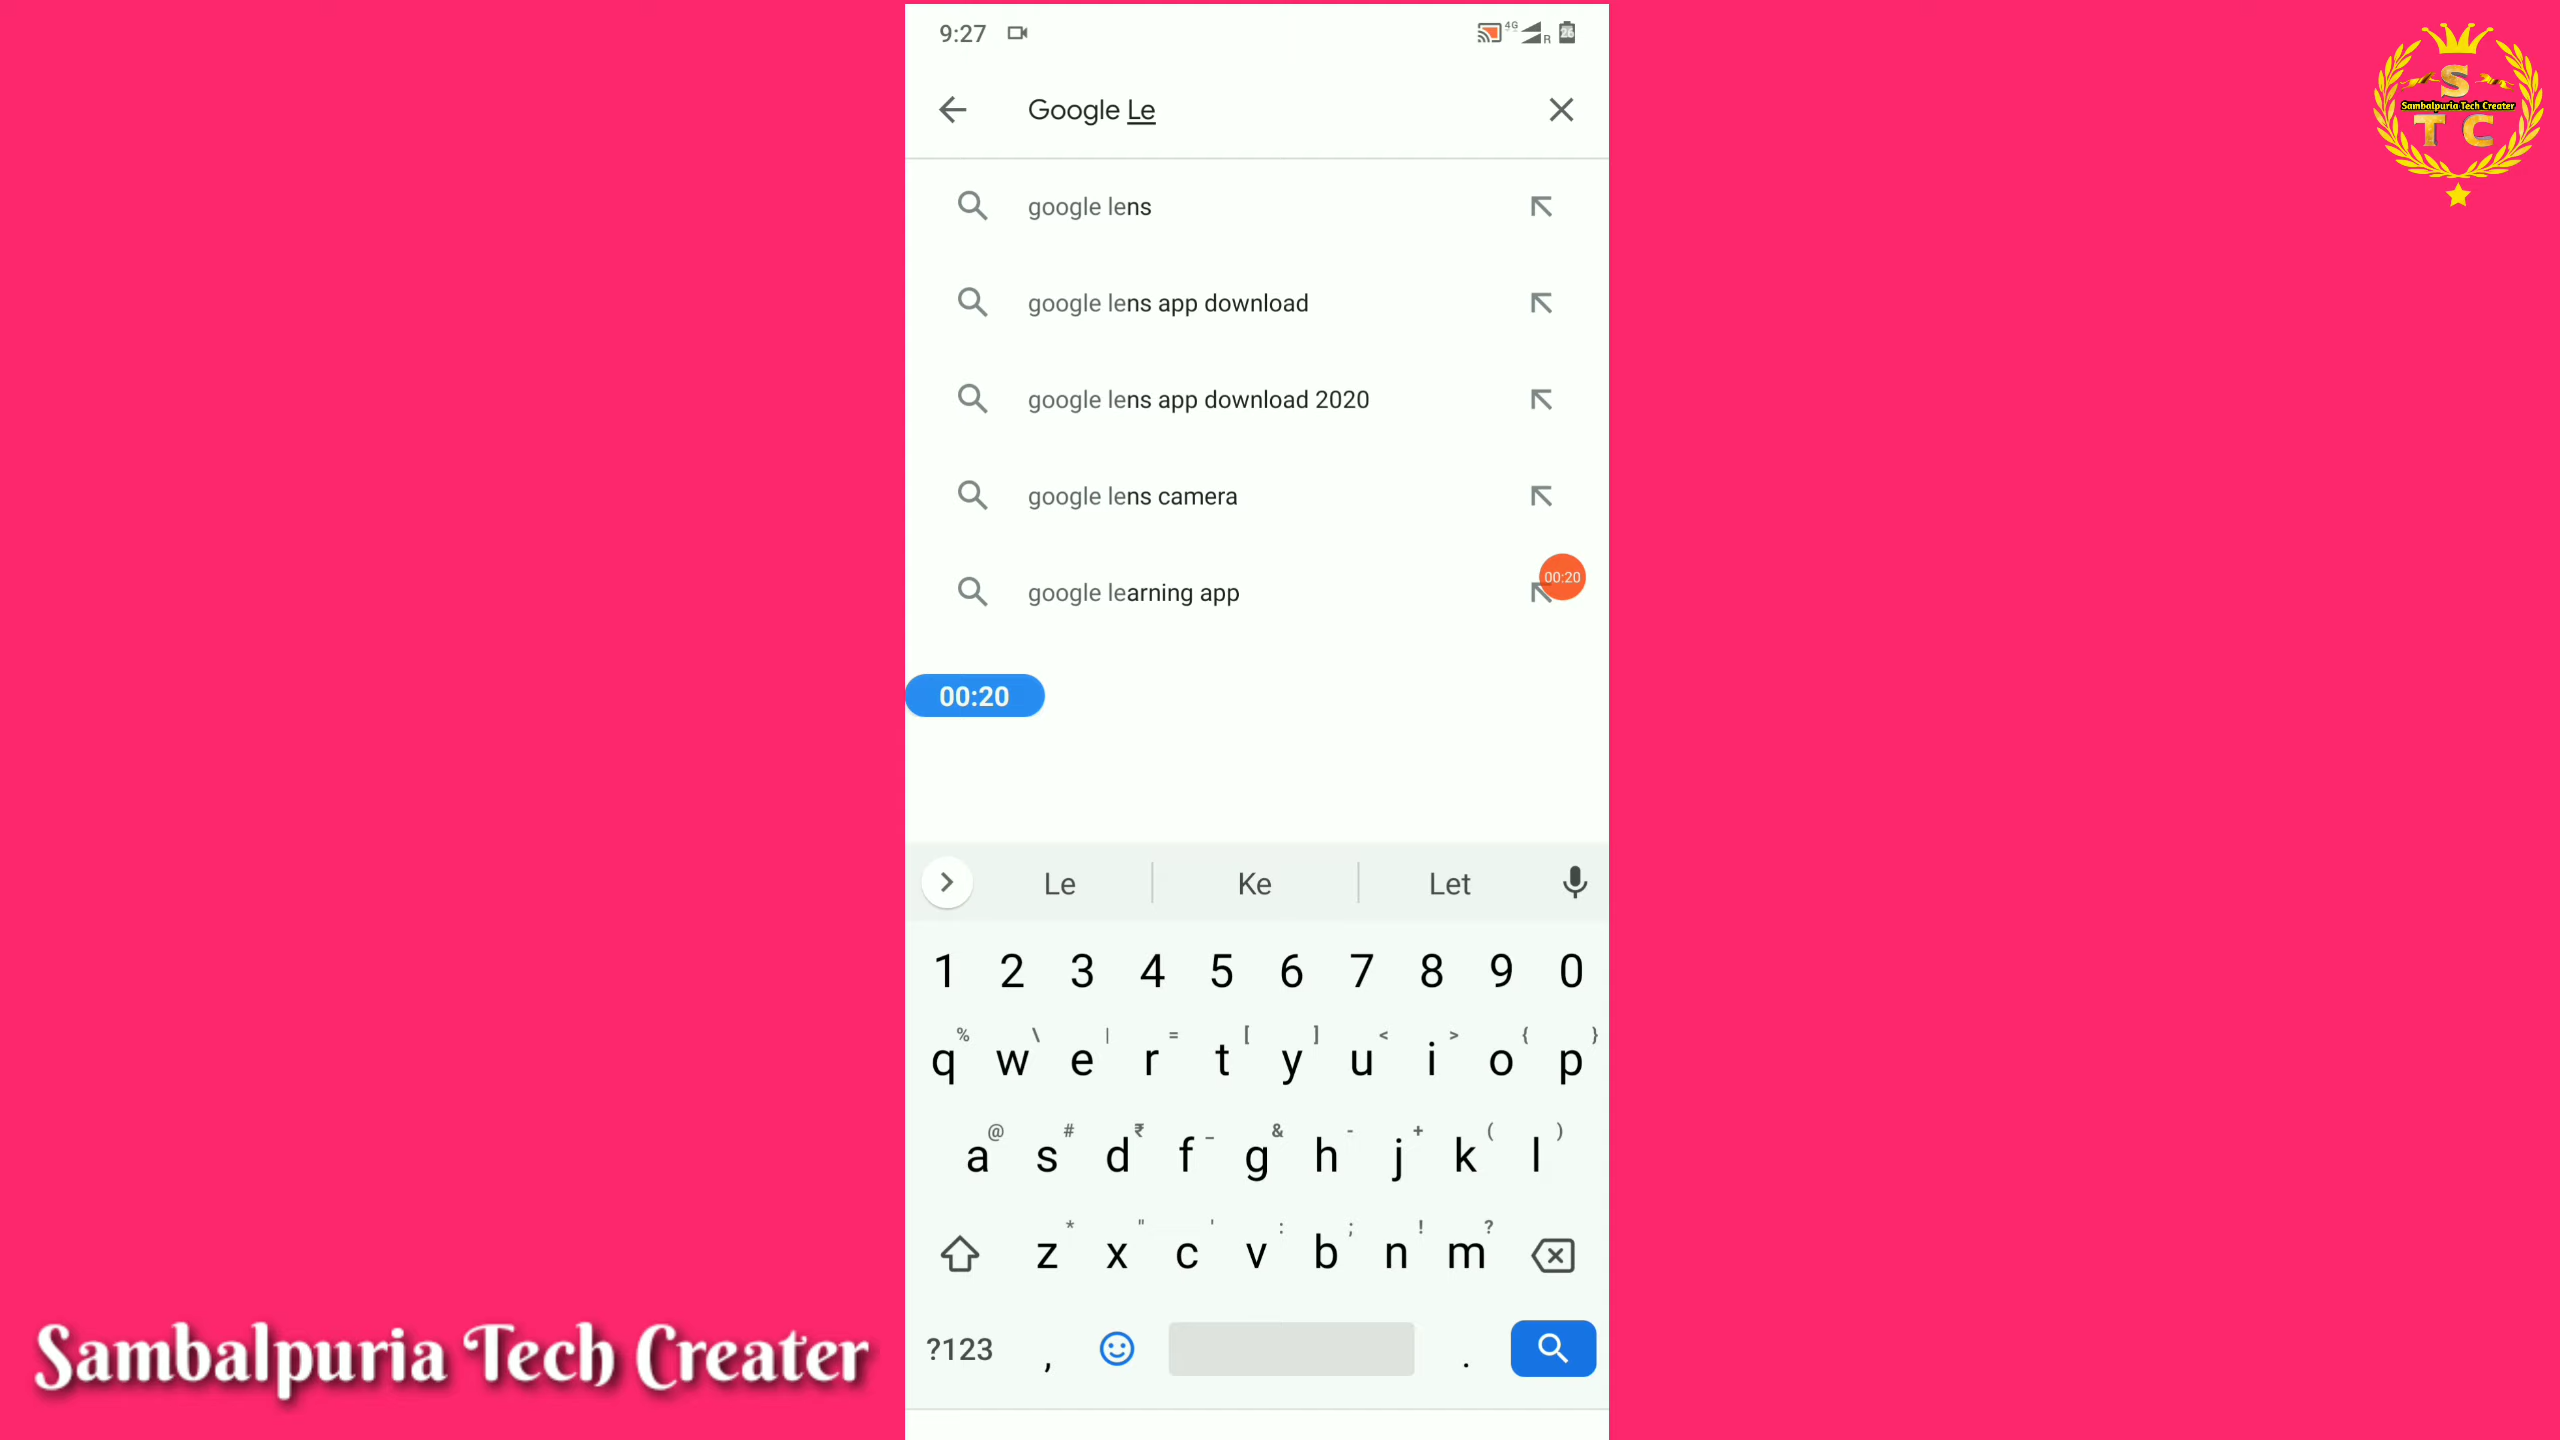 9:27
4G
R
26
Google Le
S
Sambalpuria Tech Creater
T C
google lens
google lens app download
google lens app download 2020
google lens camera
google learning app
00:20
00:20
Le Ke Let
1 2 3 4 5 6 7 8 9 0
% \ | = [ ] < > { }
q w e r t y u i o p
@ # ₹ _ & - + ( )
a s d f g h j k l
* " ' : ; ! ?
z x c v b n m
?123 , .
Sambalpuria Tech Creater